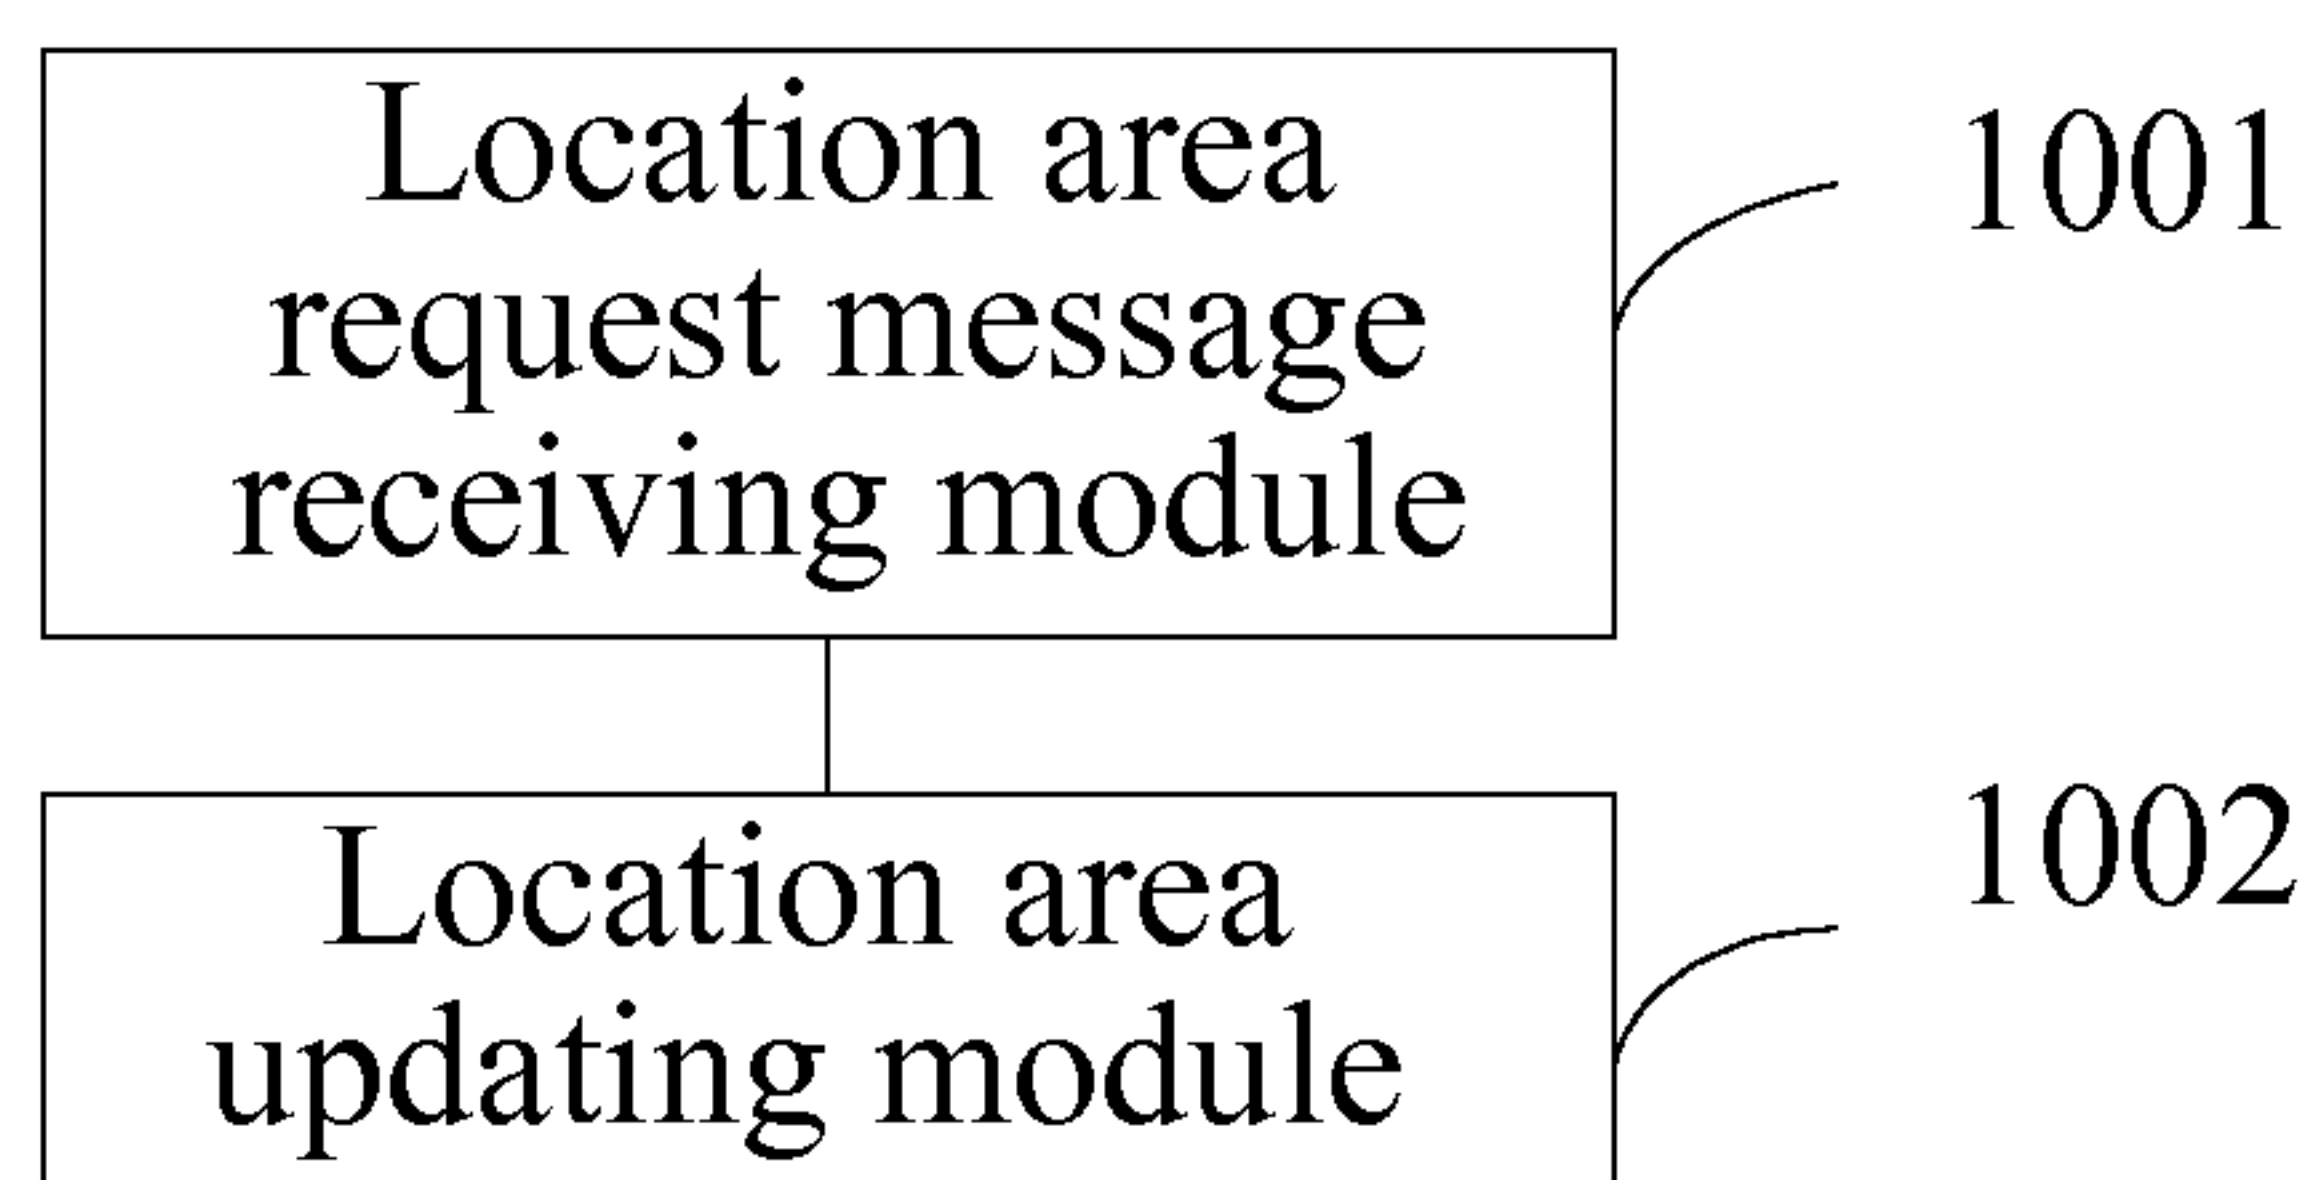 Location area
request message
receiving module
1001
Location area
updating module
1002